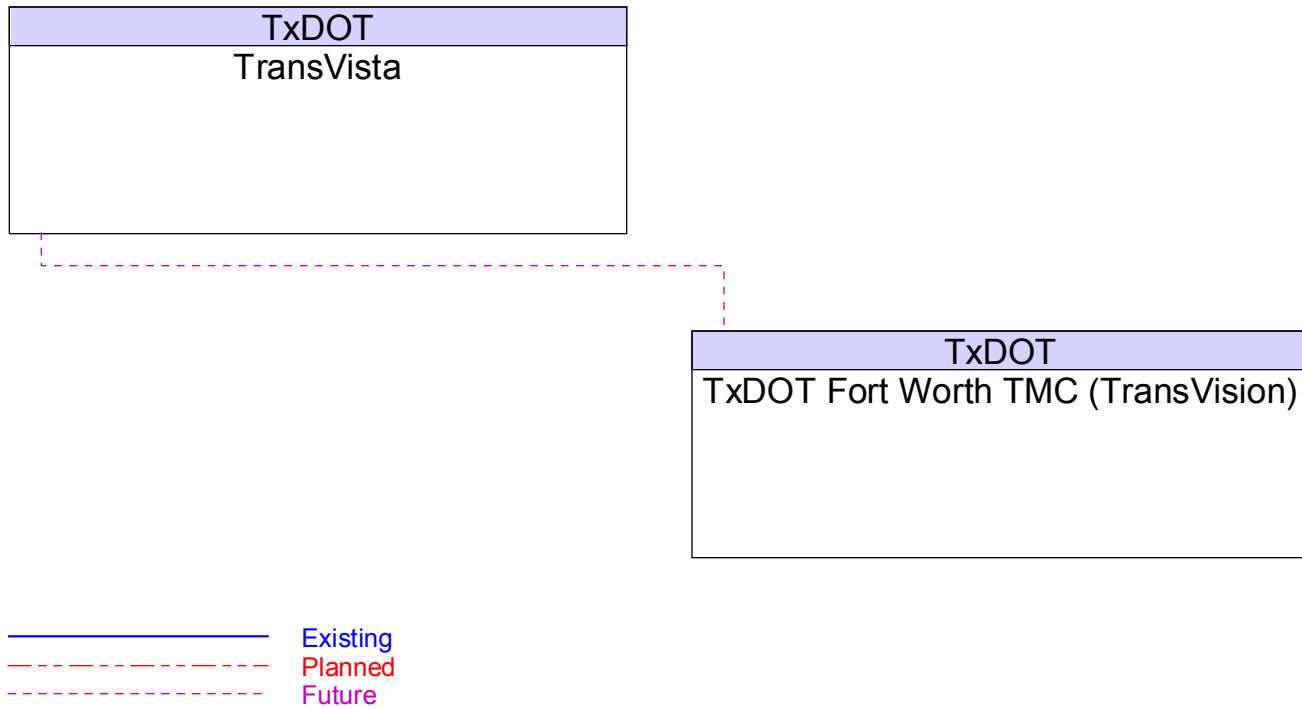 TxDOT
TransVista
TxDOT
TxDOT Fort Worth TMC (TransVision)
Existing
Planned
Future